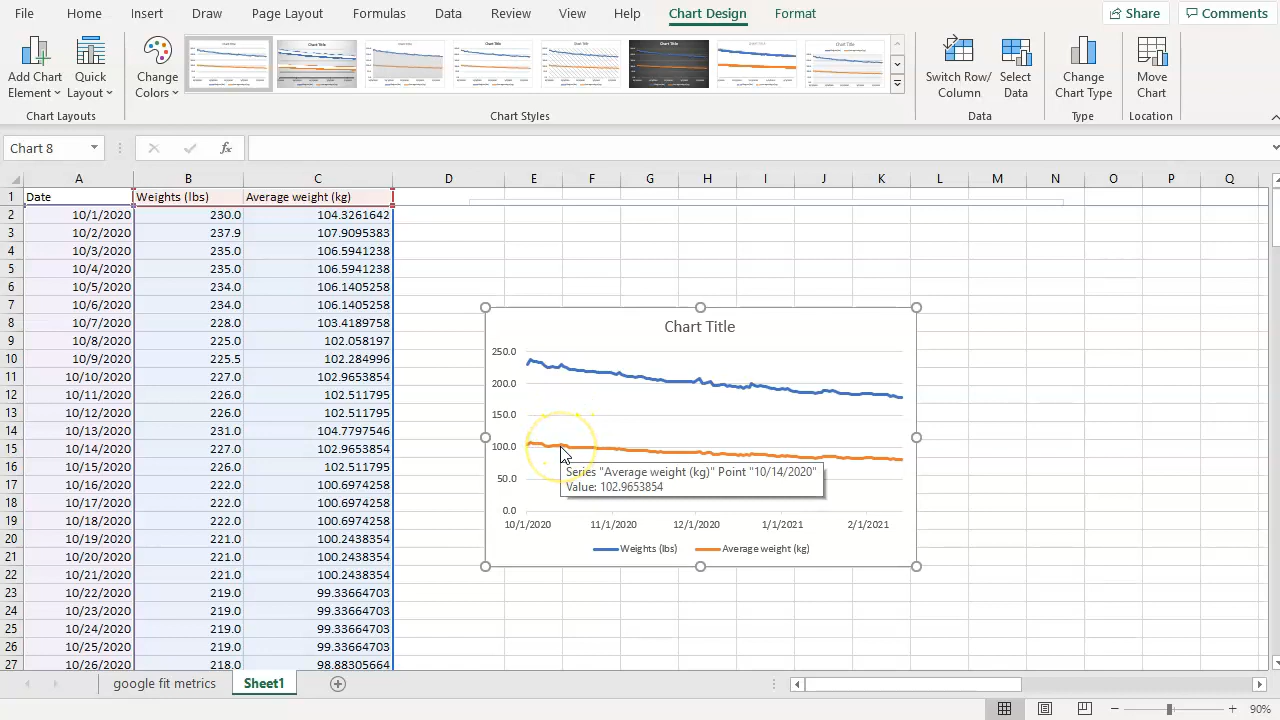 File Home Insert Draw Page Layout Formulas Data Review View Help Chart Design Format Share Comments
Add Chart Element Quick Layout Change Colors Switch Row/ Column Select Data Change Chart Type Move Chart
Chart Layouts Chart Styles Data Type Location
Chart 8 fx
A B C D E F G H I J K L M N O P Q
1 Date Weights (lbs) Average weight (kg)
2 10/1/2020 230.0 104.3261642
3 10/2/2020 237.9 107.9095383
4 10/3/2020 235.0 106.5941238
5 10/4/2020 235.0 106.5941238
6 10/5/2020 234.0 106.1405258
7 10/6/2020 234.0 106.1405258
8 10/7/2020 228.0 103.4189758
9 10/8/2020 225.0 102.058197
10 10/9/2020 225.5 102.284996
11 10/10/2020 227.0 102.9653854
12 10/11/2020 226.0 102.511795
13 10/12/2020 226.0 102.511795
14 10/13/2020 231.0 104.7797546
15 10/14/2020 227.0 102.9653854
16 10/15/2020 226.0 102.511795
17 10/16/2020 222.0 100.6974258
18 10/17/2020 222.0 100.6974258
19 10/18/2020 222.0 100.6974258
20 10/19/2020 221.0 100.2438354
21 10/20/2020 221.0 100.2438354
22 10/21/2020 221.0 100.2438354
23 10/22/2020 219.0 99.33664703
24 10/23/2020 219.0 99.33664703
25 10/24/2020 219.0 99.33664703
26 10/25/2020 219.0 99.33664703
27 10/26/2020 218.0 98.88305664
Chart Title
250.0
200.0
150.0
100.0
50.0
0.0
10/1/2020 11/1/2020 12/1/2020 1/1/2021 2/1/2021
Weights (lbs) Average weight (kg)
Series "Average weight (kg)" Point "10/14/2020"
Value: 102.9653854
google fit metrics Sheet1
90%